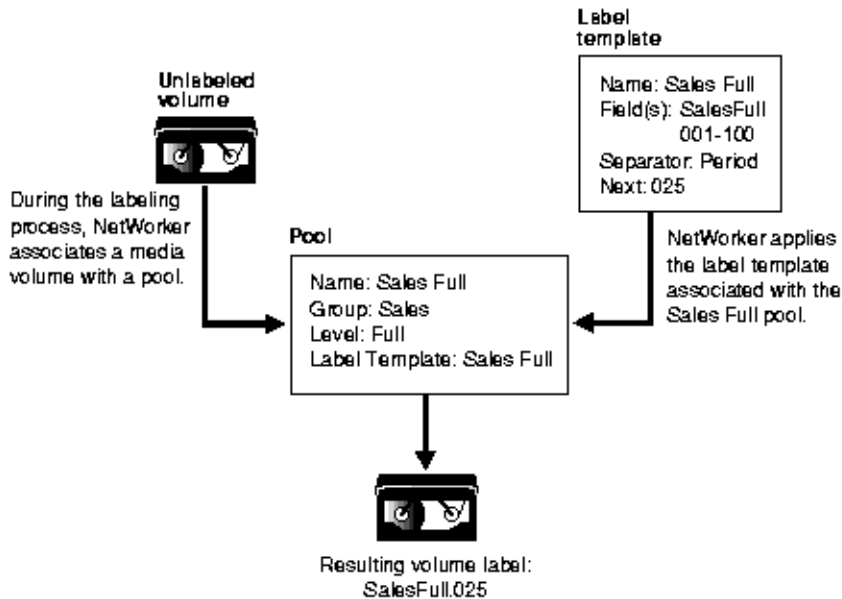 Unlabeled
volume
During the labeling
process, NetWorker
associates a media
volume with a pool.
Label
template
Name: Sales Full
Field(s): SalesFull
001-100
Separator: Period
Next: 025
NetWorker applies
the label template
associated with the
Sales Full pool.
Pool
Name: Sales Full
Group: Sales
Level: Full
Label Template: Sales Full
Resulting volume label:
SalesFull.025